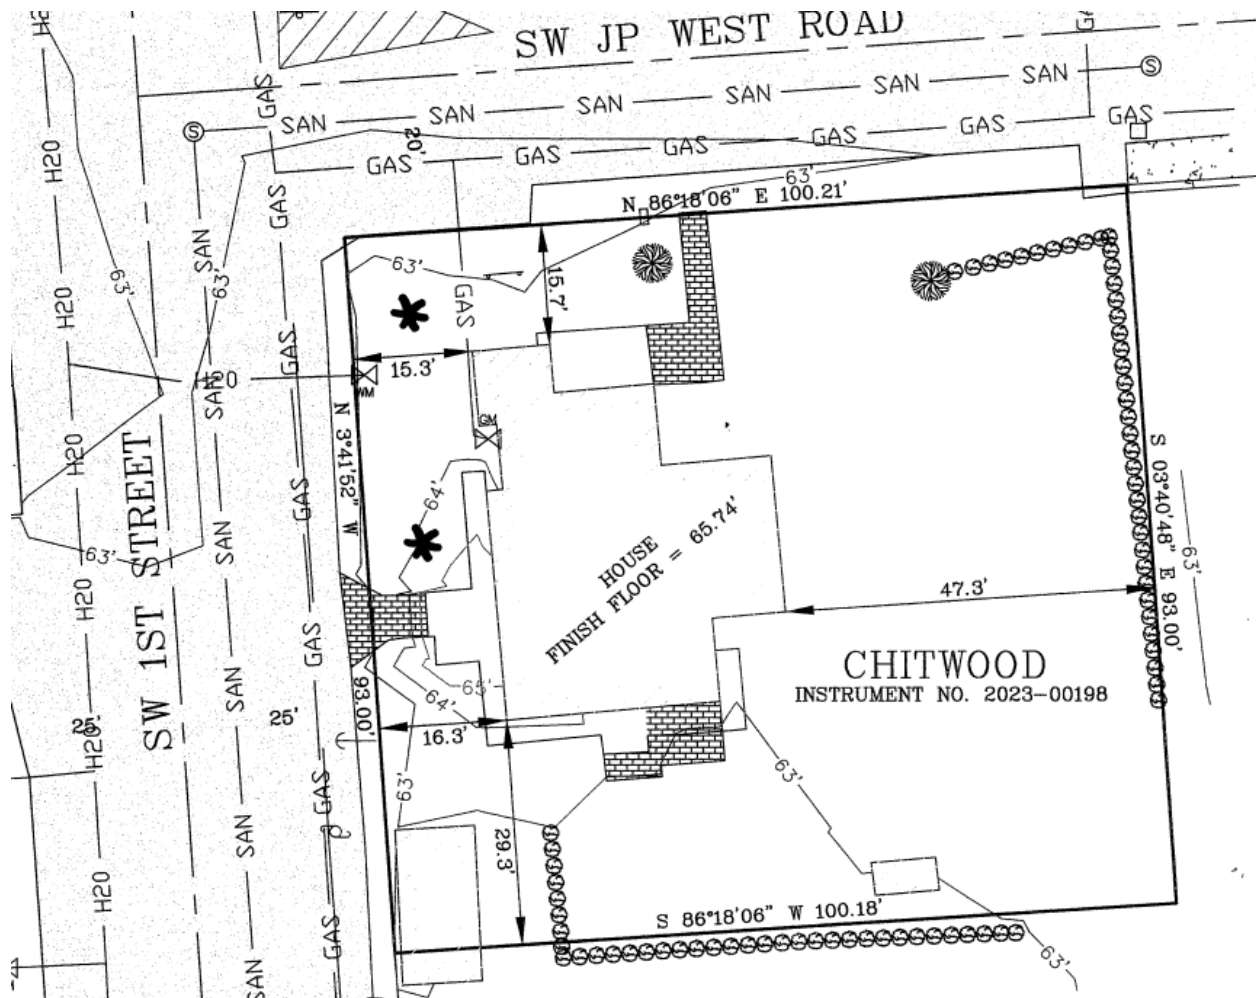 SW JP WEST ROAD
SAN SAN SAN SAN SAN
S
S
GAS GAS GAS GAS GAS GAS
20'
63'
N 86°18'06" E 100.21'
H20
H20
H20
H20
H20
H20
H20
H20
SW 1ST STREET
25'
25'
63'
63'
63'
SAN
SAN
SAN
SAN
SAN
SAN
GAS
GAS
GAS
GAS
GAS
GAS
GAS
GAS
63'
15.7'
15.3'
WM
GM
N 3°41'52" W 93.00'
64'
HOUSE
FINISH FLOOR = 65.74'
47.3'
S 03°40'48" E 93.00'
63'
CHITWOOD
INSTRUMENT NO. 2023-00198
65'
64'
16.3'
63'
63'
29.3'
S 86°18'06" W 100.18'
63'